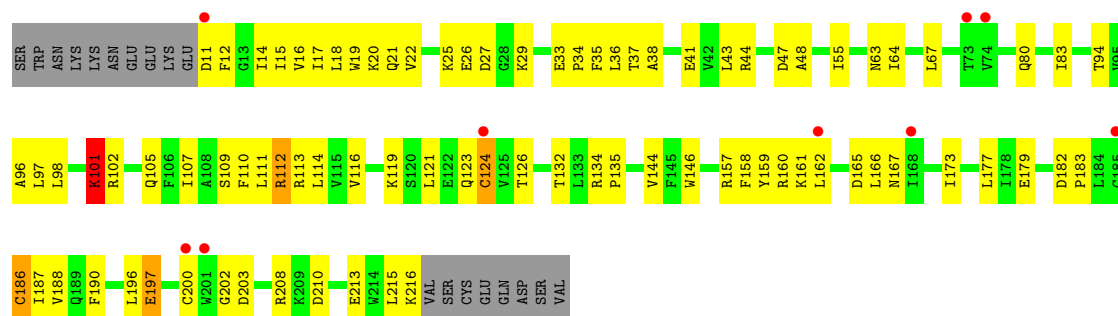 SER TRP ASN LYS LYS ASN GLU GLU LYS GLU D11 F12 G13 I14 I15 V16 I17 L18 W19 K20 Q21 V22 K25 E26 D27 G28 K29 E33 P34 F35 L36 T37 A38 E41 V42 L43 R44 D47 A48 I55 N63 I64 L67 T73 V74 Q80 I83 T94 V95
A96 L97 L98 K101 R102 Q105 F106 I107 A108 S109 F110 L111 R112 R113 L114 V115 V116 K119 S120 L121 E122 Q123 C124 V125 T126 T132 L133 R134 P135 V144 F145 W146 R157 F158 Y159 R160 K161 L162 D165 L166 N167 I168 I173 L177 I178 E179 D182 P183 L184 C185
C186 I187 V188 Q189 F190 L196 E197 C200 W201 G202 D203 R208 K209 D210 E213 W214 L215 K216 VAL SER CYS GLU GLN ASP SER VAL